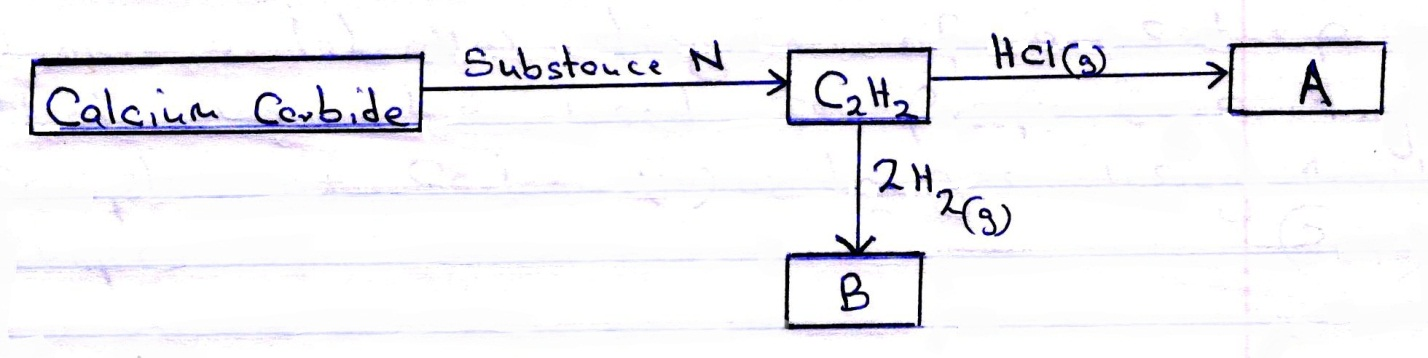 Calcium Carbide
Substance N
C₂H₂
HCl(g)
A
2H₂(g)
B